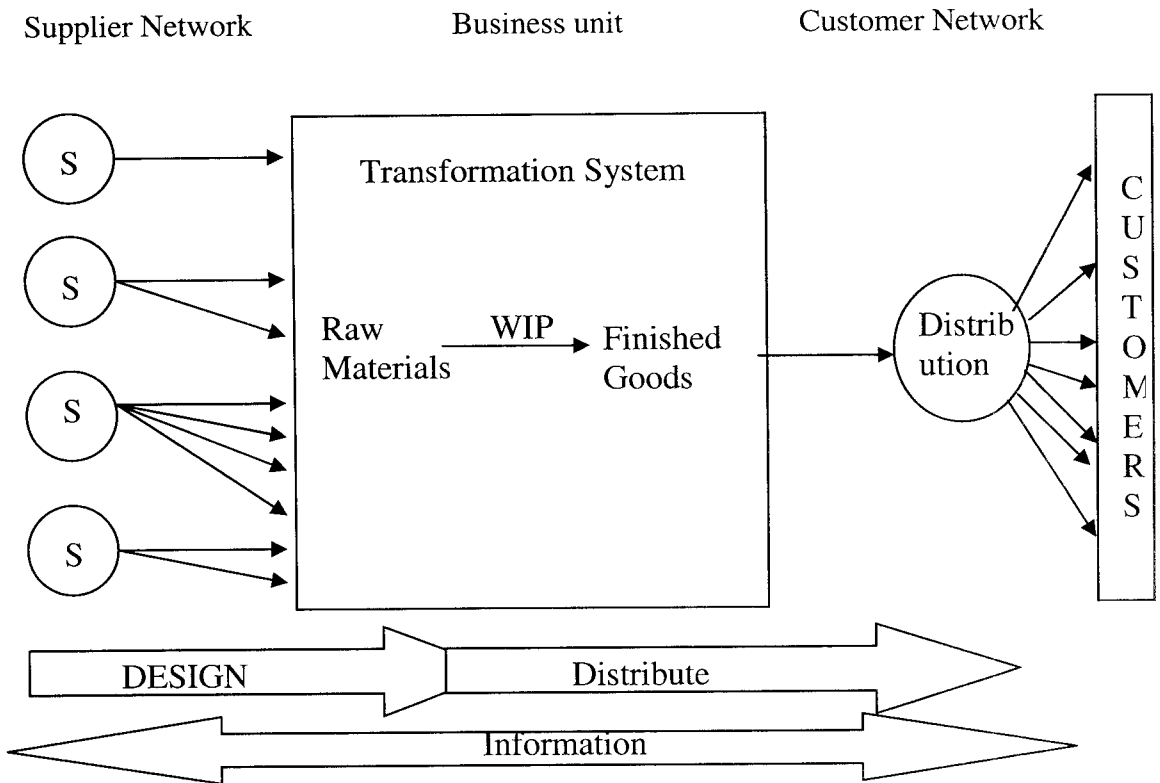 Supplier Network
Business unit
Customer Network
S
S
S
S
Transformation System
Raw
Materials
WIP
Finished
Goods
Distrib
ution
C
U
S
T
O
M
E
R
S
DESIGN
Distribute
Information